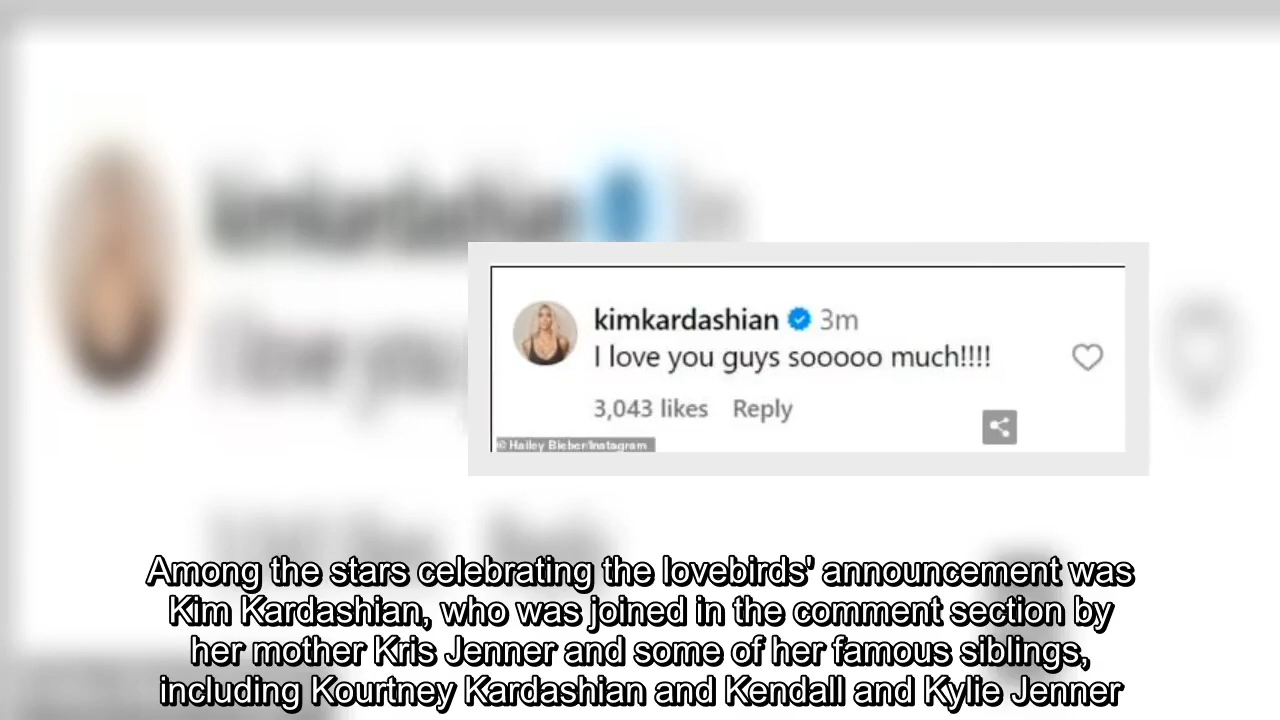 kimkardashian 3m
I love you guys sooooo much!!!!
3,043 likes Reply
© Hailey Bieber/Instagram
Among the stars celebrating the lovebirds' announcement was
Kim Kardashian, who was joined in the comment section by
her mother Kris Jenner and some of her famous siblings,
including Kourtney Kardashian and Kendall and Kylie Jenner